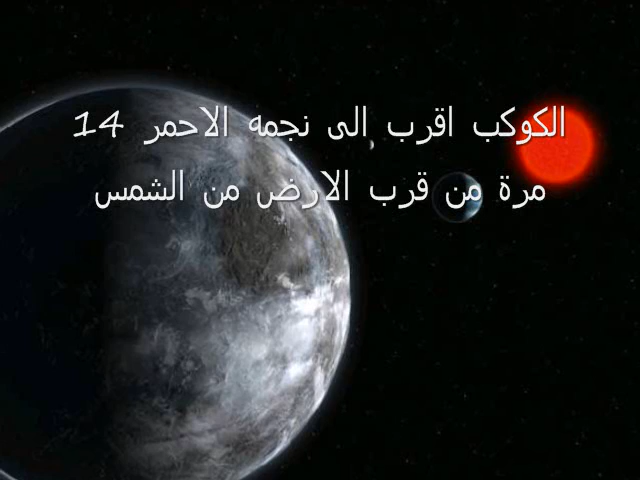 الكوكب اقرب الى نجمه الاحمر 14
مرة من قرب الارض من الشمس